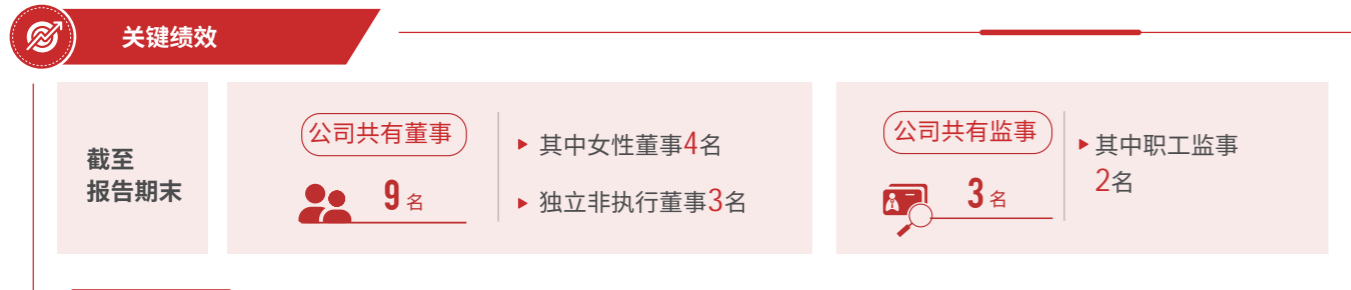 关键绩效
截至
报告期末
公司共有董事
9名
其中女性董事4名
独立非执行董事3名
公司共有监事
3名
其中职工监事
2名